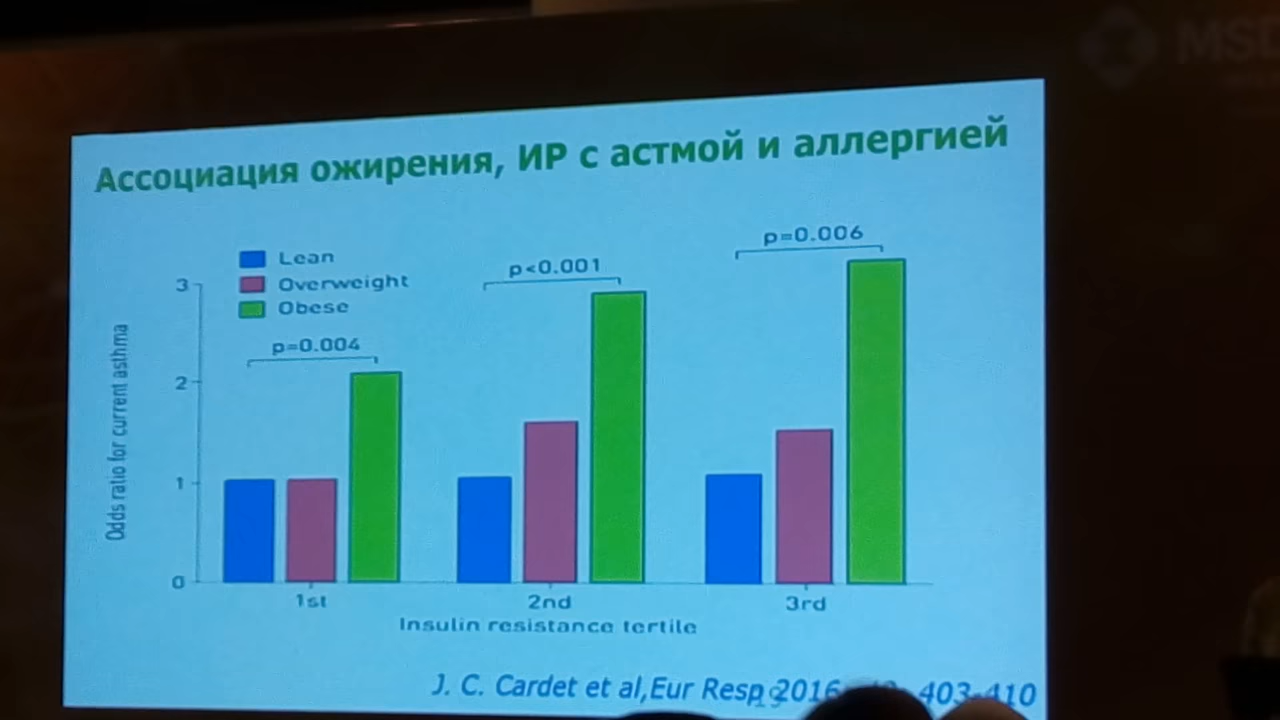 MSD
Ассоциация ожирения, ИР с астмой и аллергией
Lean
Overweight
Obese
p=0.004
p<0.001
p=0.006
3
2
1
0
Odds ratio for current asthma
1st
2nd
3rd
Insulin resistance tertile
J. C. Cardet et al,Eur Resp 2016 403-410